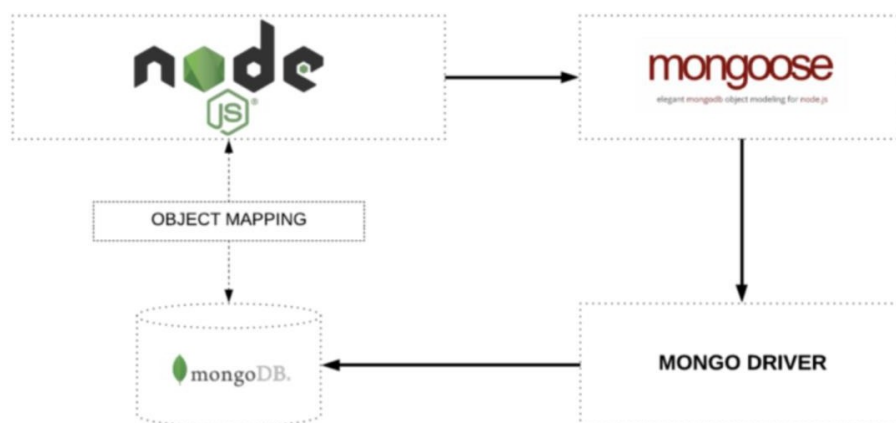 node
JS®
mongoose
elegant mongodb object modeling for node.js
OBJECT MAPPING
mongoDB.
MONGO DRIVER